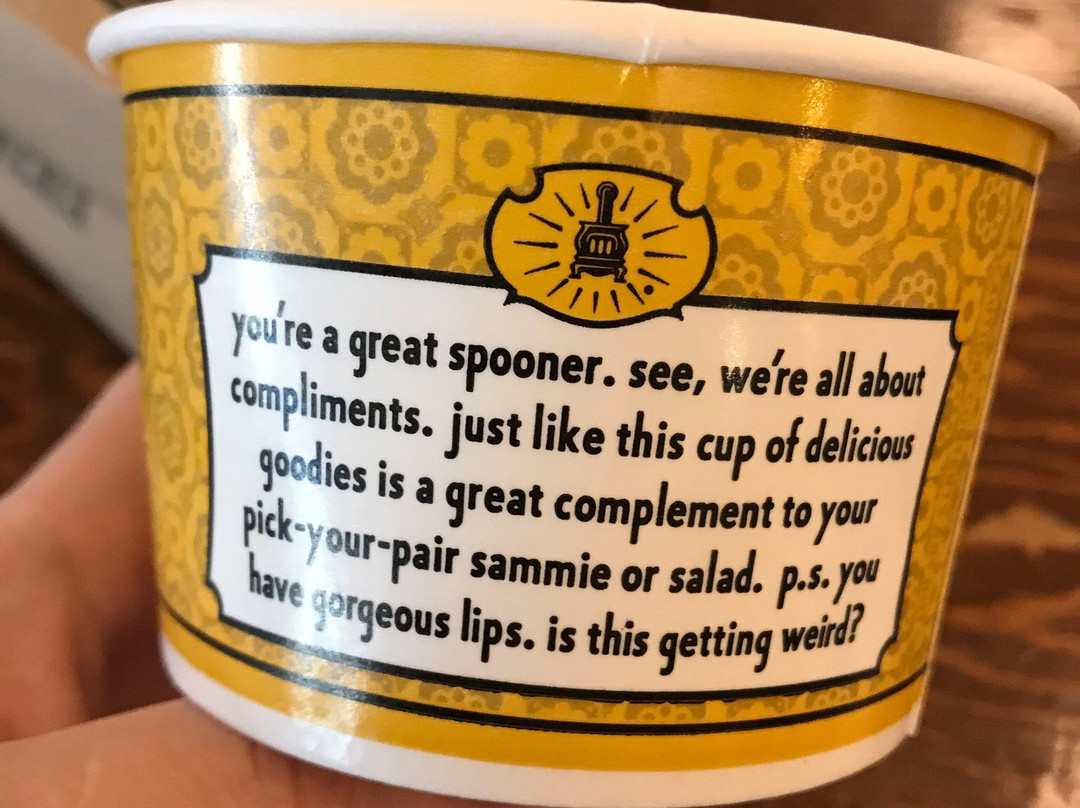 you're a great spooner. see, we're all about
compliments. just like this cup of delicious
goodies is a great complement to your
pick-your-pair sammie or salad. p.s. you
have gorgeous lips. is this getting weird?